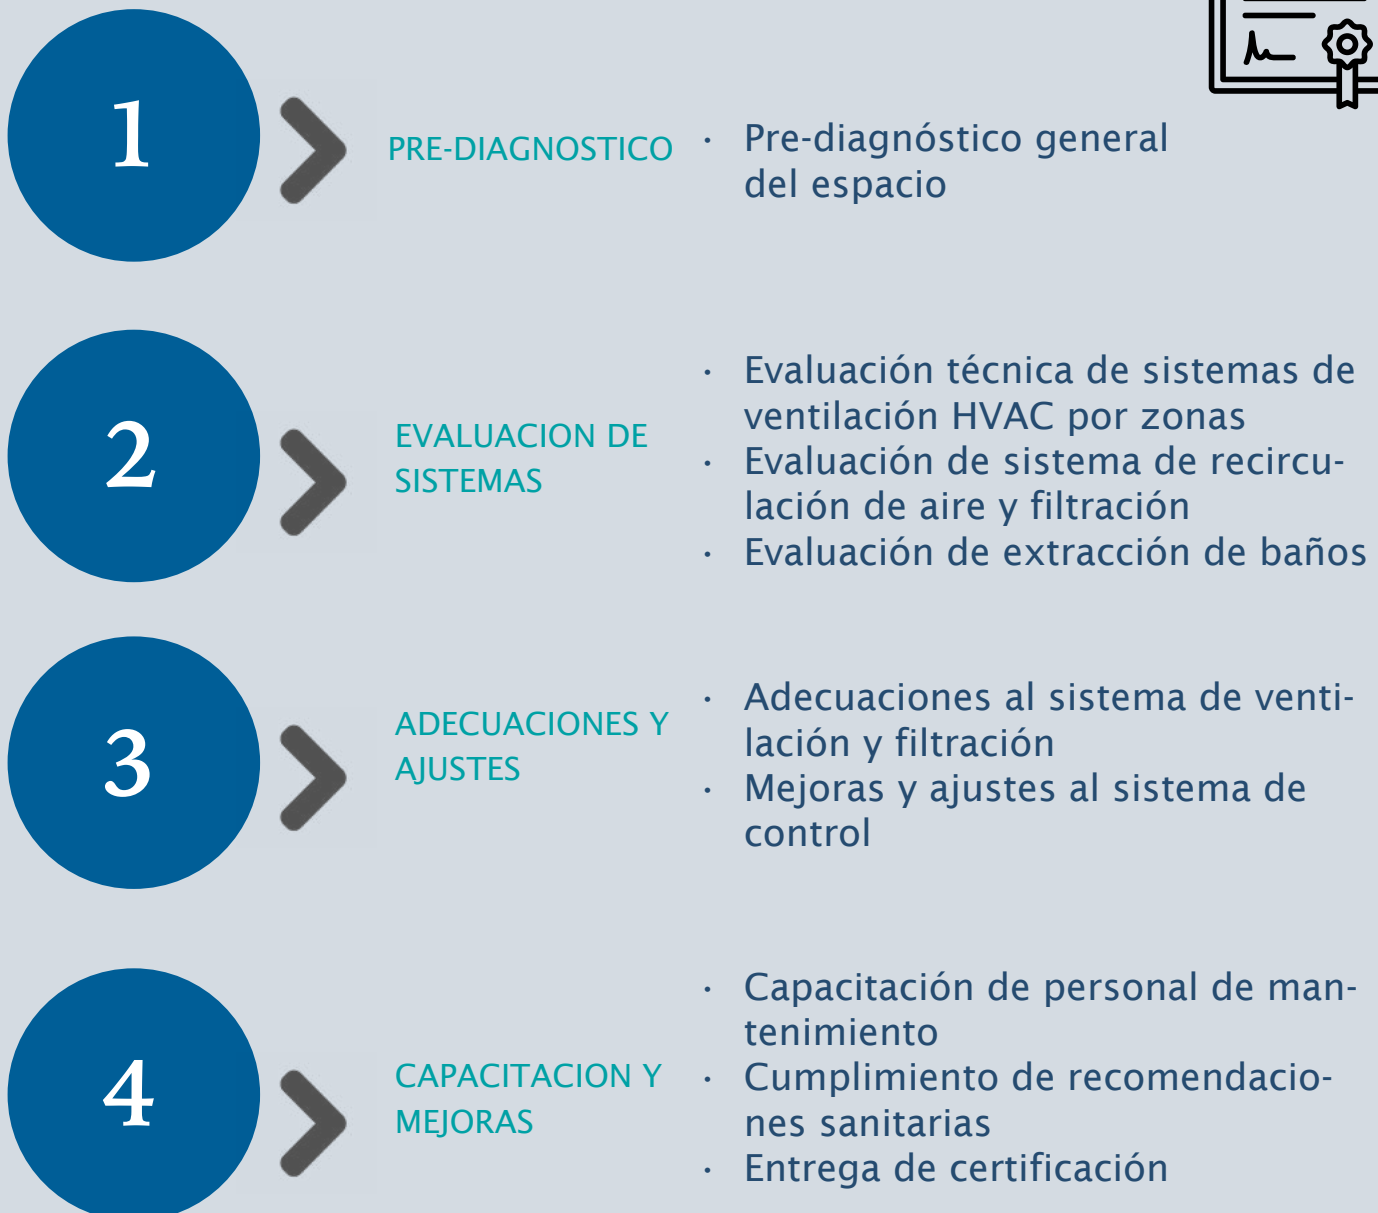 1
PRE-DIAGNOSTICO
· Pre-diagnóstico general
del espacio
2
EVALUACION DE
SISTEMAS
· Evaluación técnica de sistemas de
ventilación HVAC por zonas
· Evaluación de sistema de recircu-
lación de aire y filtración
· Evaluación de extracción de baños
3
ADECUACIONES Y
AJUSTES
· Adecuaciones al sistema de venti-
lación y filtración
· Mejoras y ajustes al sistema de
control
4
CAPACITACION Y
MEJORAS
· Capacitación de personal de man-
tenimiento
· Cumplimiento de recomendacio-
nes sanitarias
· Entrega de certificación